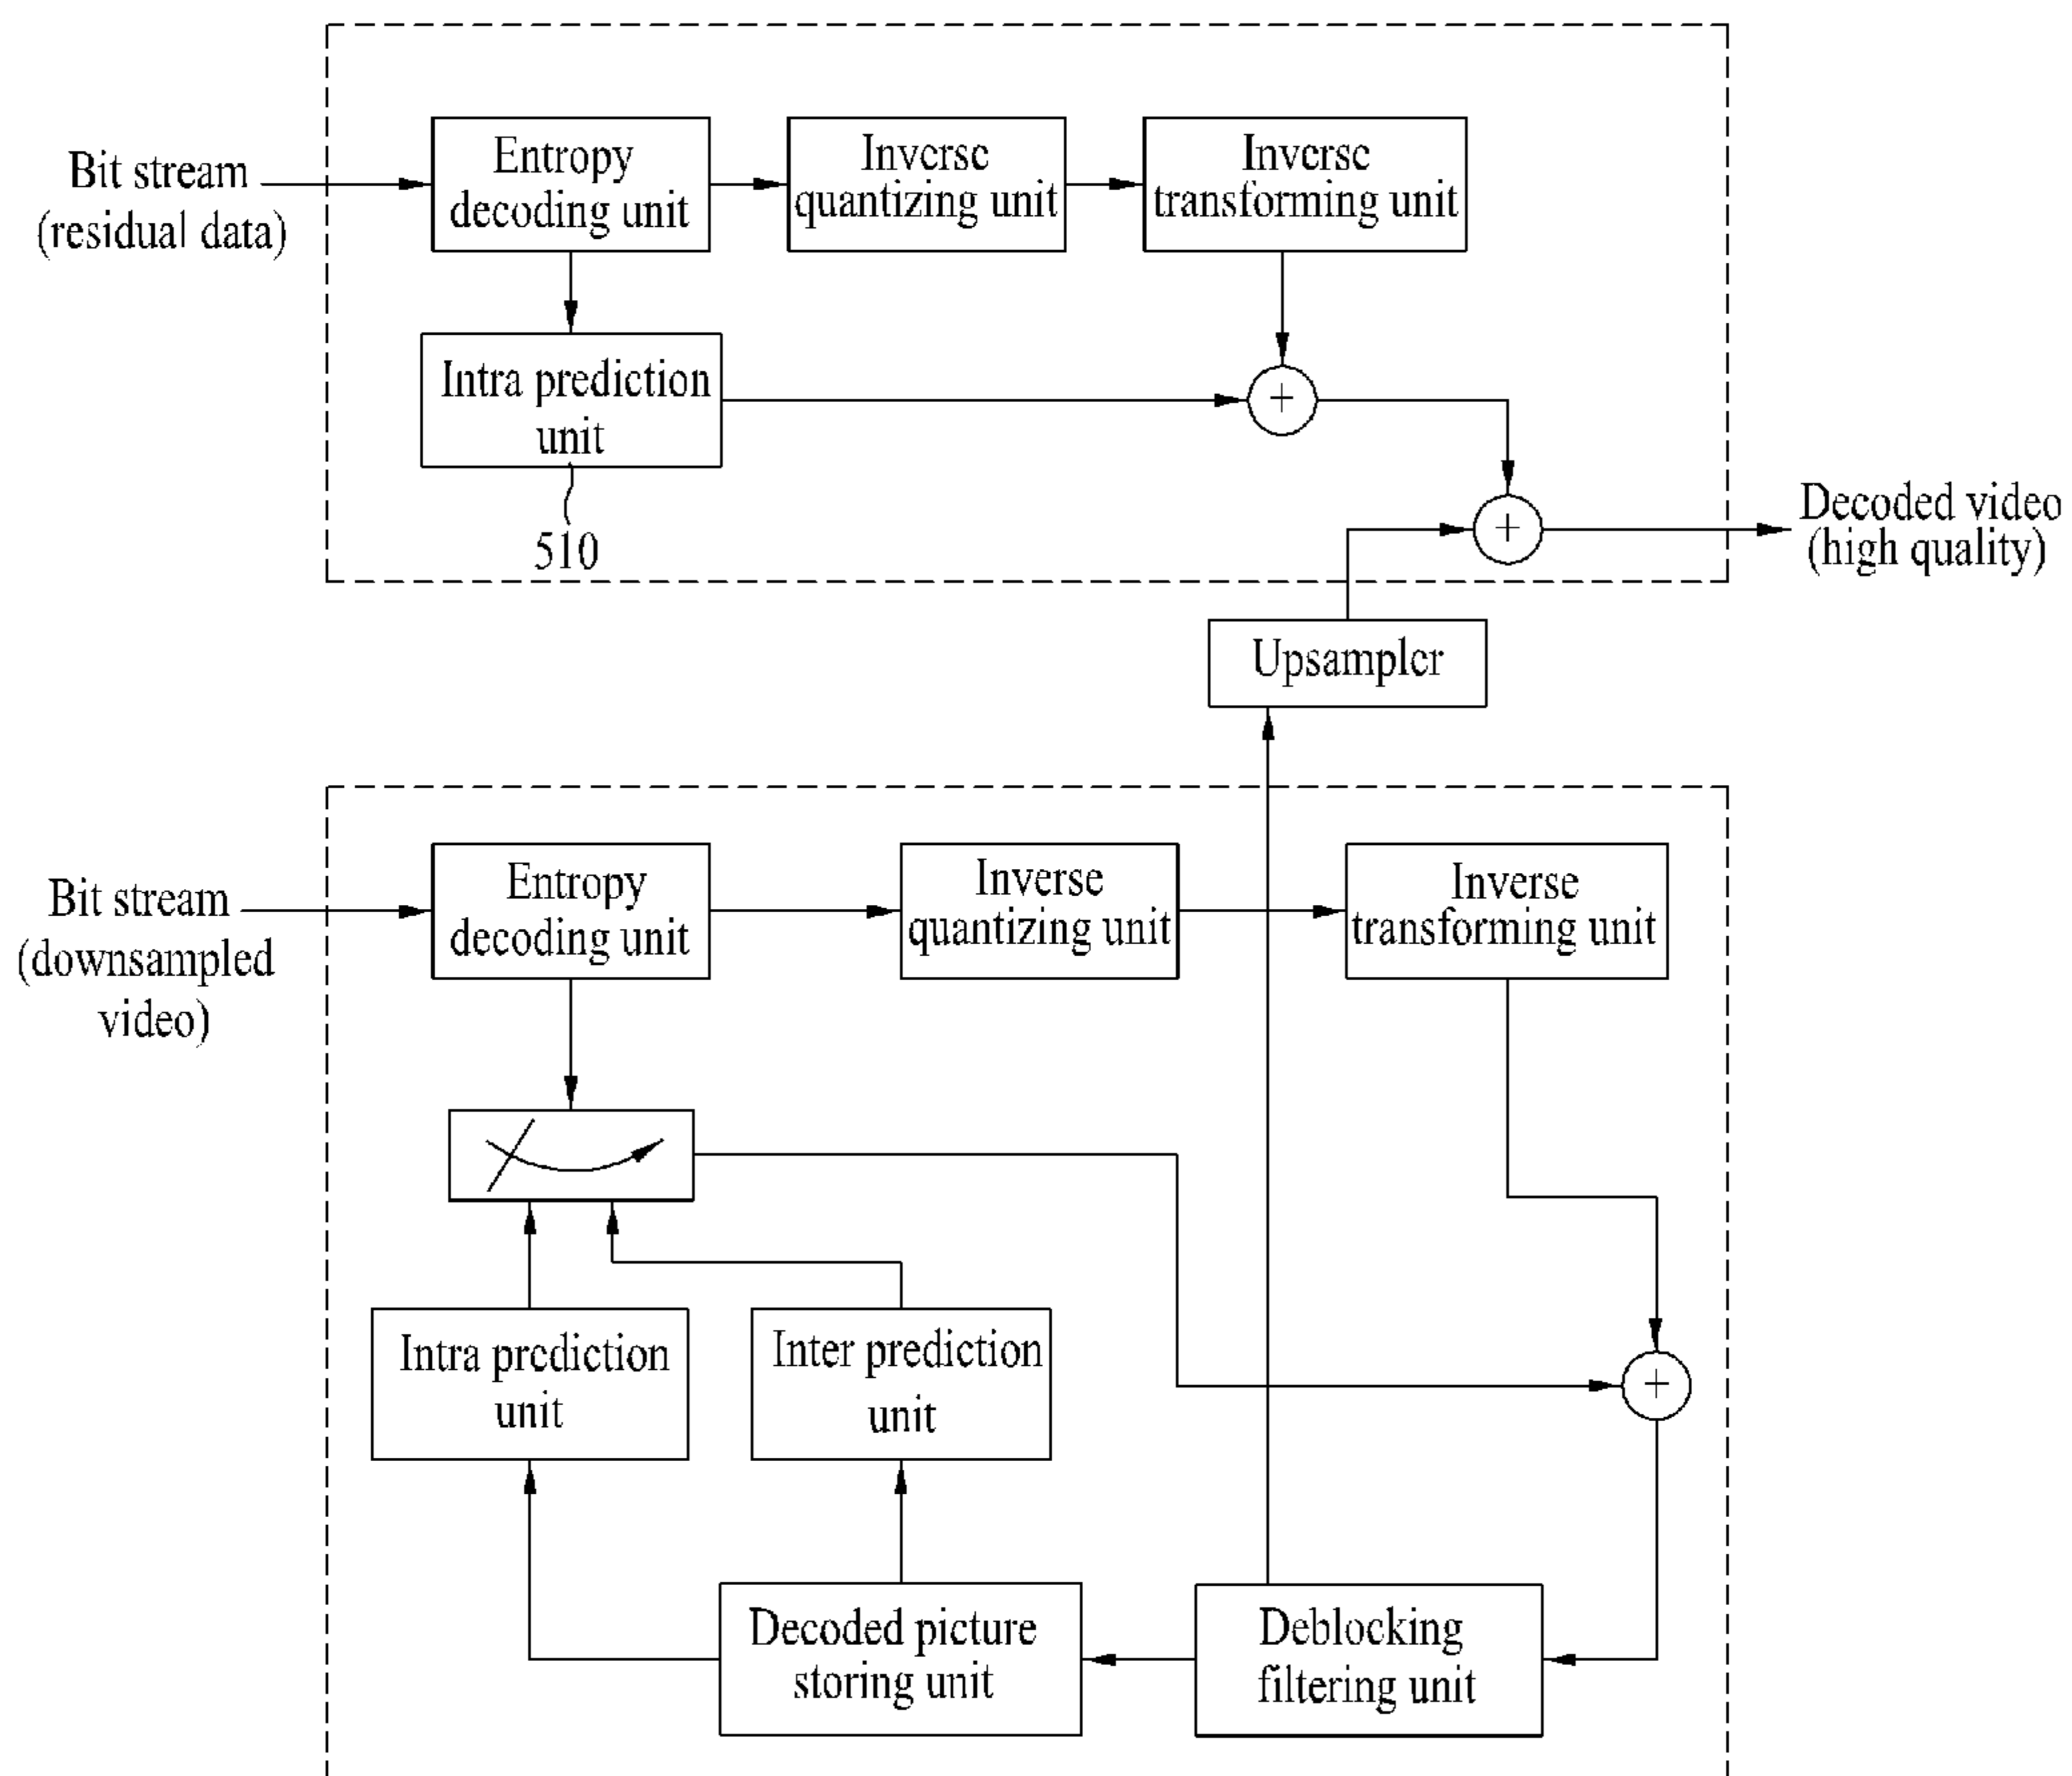 Bit stream
(residual data)
Entropy
decoding unit
Inverse
quantizing unit
Inverse
transforming unit
Intra prediction
unit
510
+
+
Decoded video
(high quality)
Upsampler
Bit stream
(downsampled
video)
Entropy
decoding unit
Inverse
quantizing unit
Inverse
transforming unit
Intra prediction
unit
Inter prediction
unit
+
Decoded picture
storing unit
Deblocking
filtering unit